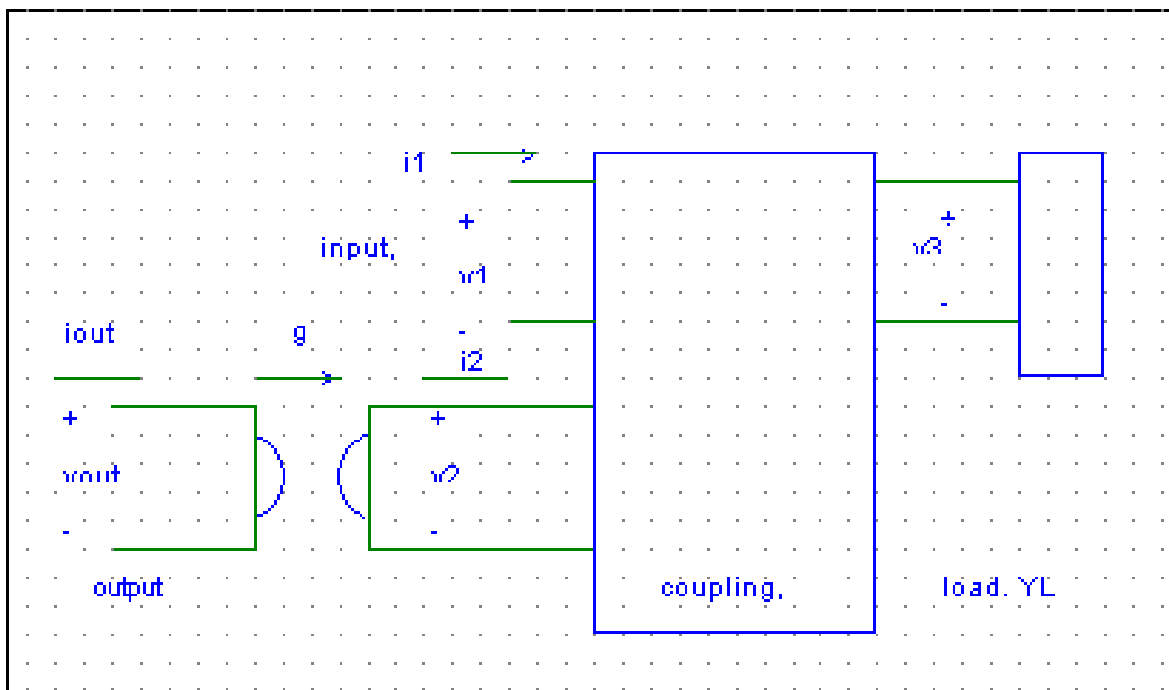 i1
+
+
v3
input,
v1
-
iout
g
-
i2
+
+
vout
v2
-
-
output
coupling,
load. YL